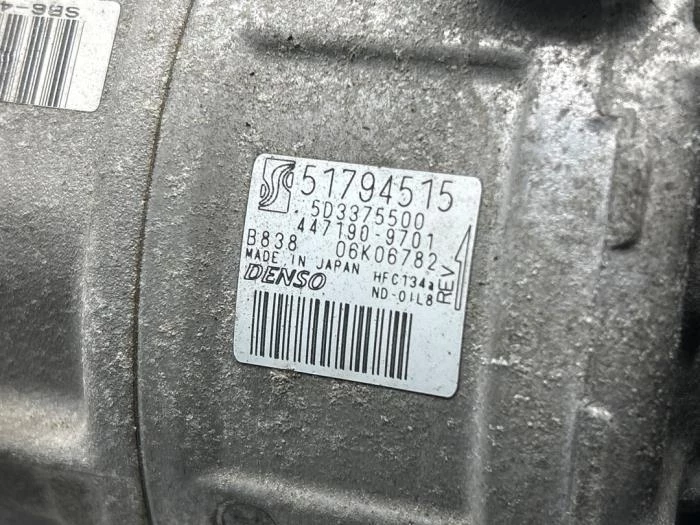 51794515
5D3375500
447190-9701
B838 06K06782
MADE IN JAPAN HFC134a
DENSO ND-OIL8
REV